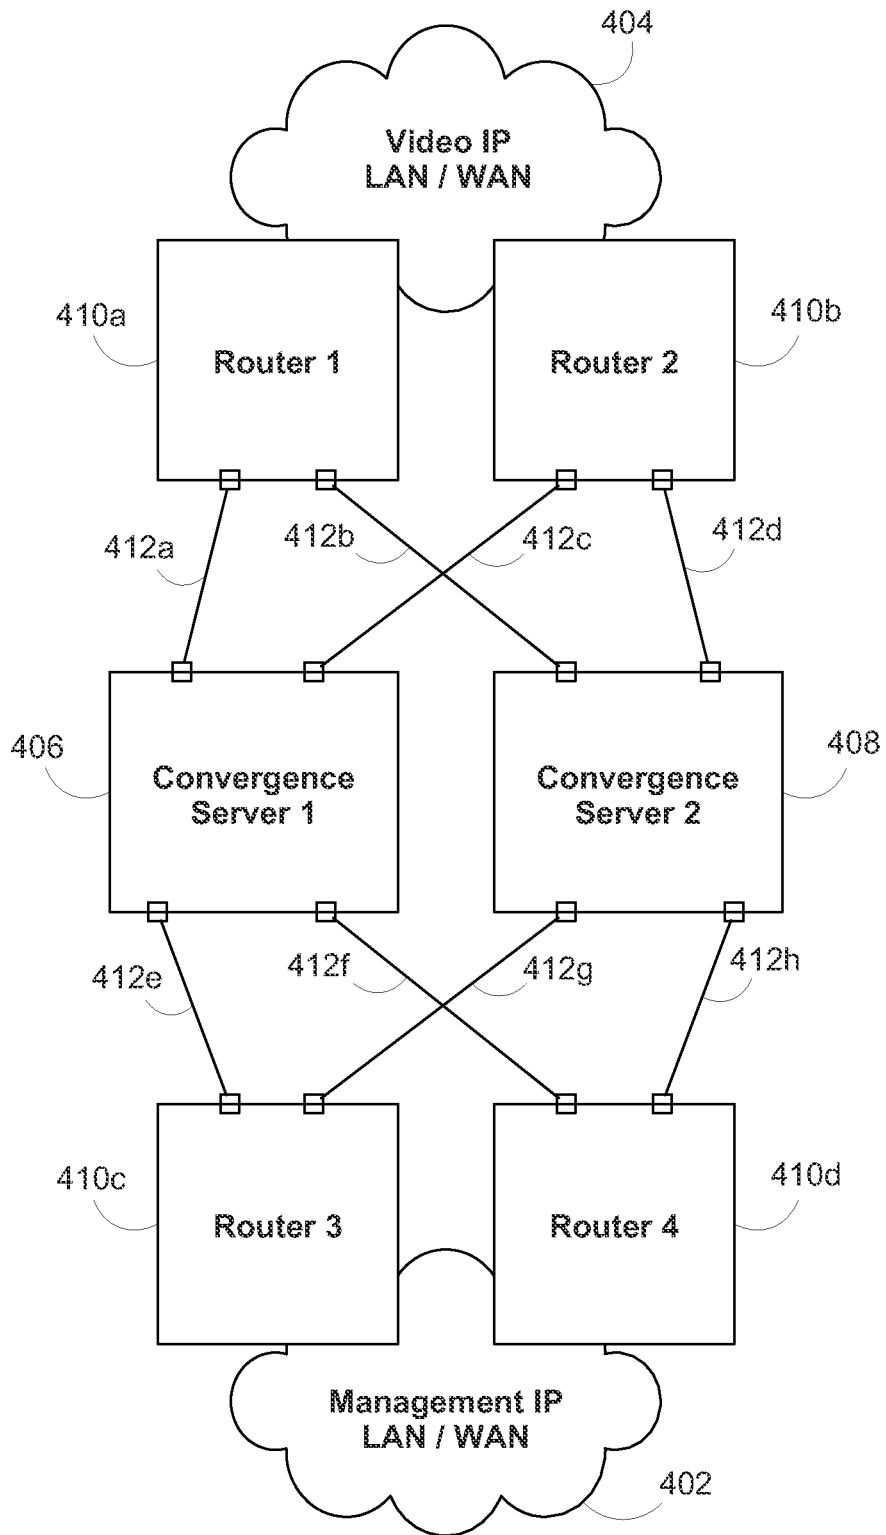 404
Video IP
LAN / WAN
410a
410b
Router 1
Router 2
412a
412b
412c
412d
406
408
Convergence
Server 1
Convergence
Server 2
412e
412f
412g
412h
410c
410d
Router 3
Router 4
Management IP
LAN / WAN
402